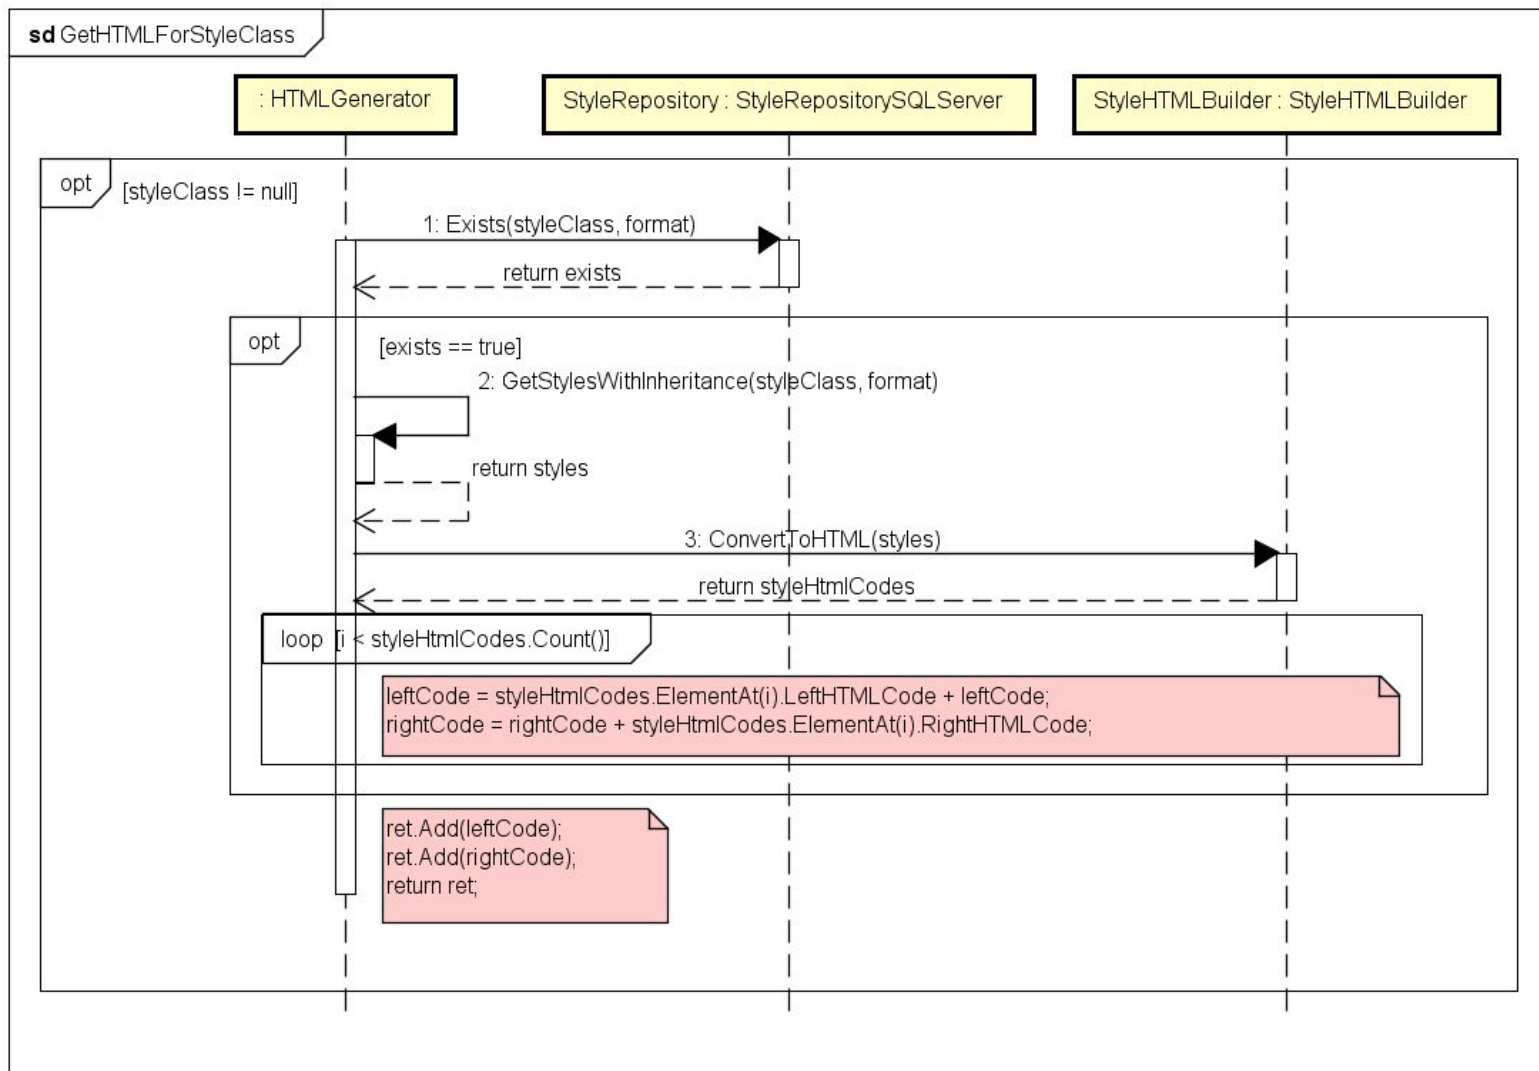 sd GetHTMLForStyleClass
: HTMLGenerator
StyleRepository : StyleRepositorySQLServer
StyleHTMLBuilder : StyleHTMLBuilder
opt
[styleClass != null]
1: Exists(styleClass, format)
return exists
opt
[exists == true]
2: GetStylesWithInheritance(styleClass, format)
return styles
3: ConvertToHTML(styles)
return styleHtmlCodes
loop [i < styleHtmlCodes.Count()]
leftCode = styleHtmlCodes.ElementAt(i).LeftHTMLCode + leftCode;
rightCode = rightCode + styleHtmlCodes.ElementAt(i).RightHTMLCode;
ret.Add(leftCode);
ret.Add(rightCode);
return ret;